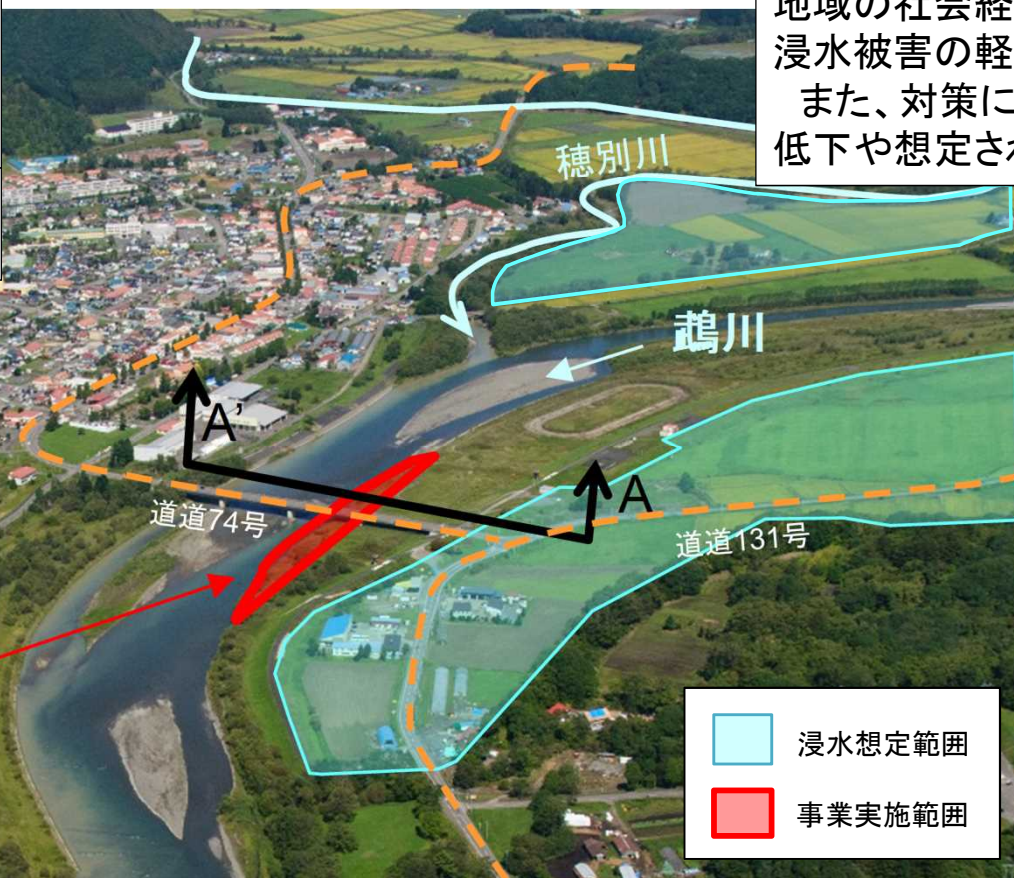 地域の社会経
浸水被害の軽
また、対策に
低下や想定さ
穂別川
鵡川
A'
A
道道74号
道道131号
浸水想定範囲
事業実施範囲